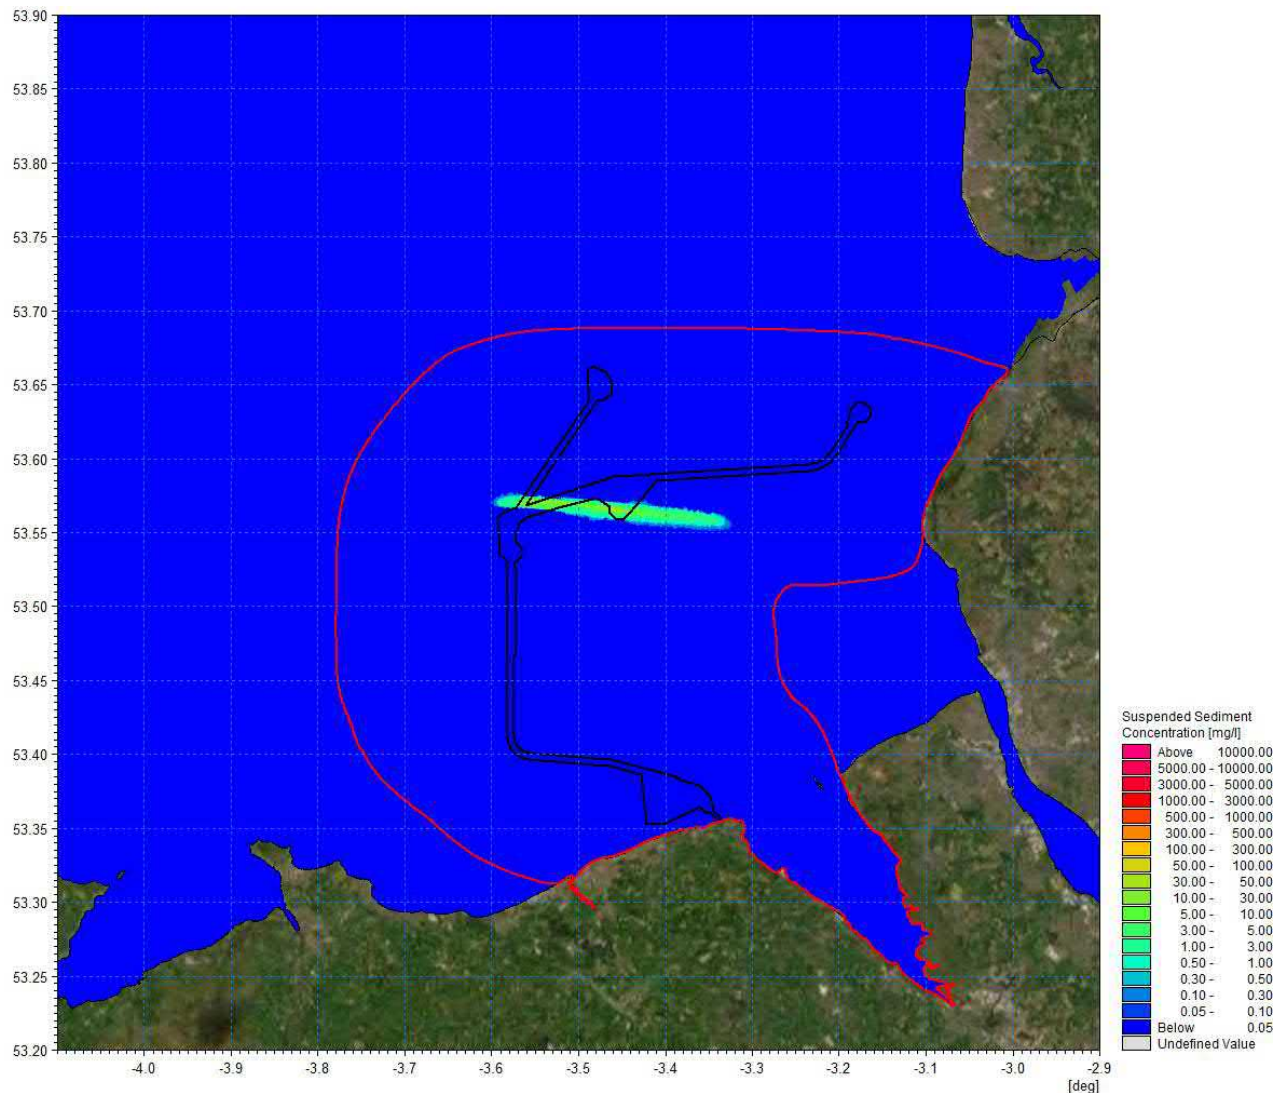 53.90
53.85
53.80
53.75
53.70
53.65
53.60
53.55
53.50
53.45
53.40
53.35
53.30
53.25
53.20
-4.0 -3.9 -3.8 -3.7 -3.6 -3.5 -3.4 -3.3 -3.2 -3.1 -3.0 -2.9
[deg]
Suspended Sediment
Concentration [mg/l]
Above 10000.00
5000.00 - 10000.00
3000.00 - 5000.00
1000.00 - 3000.00
500.00 - 1000.00
300.00 - 500.00
100.00 - 300.00
50.00 - 100.00
30.00 - 50.00
10.00 - 30.00
5.00 - 10.00
3.00 - 5.00
1.00 - 3.00
0.50 - 1.00
0.30 - 0.50
0.10 - 0.30
0.05 - 0.10
Below 0.05
Undefined Value